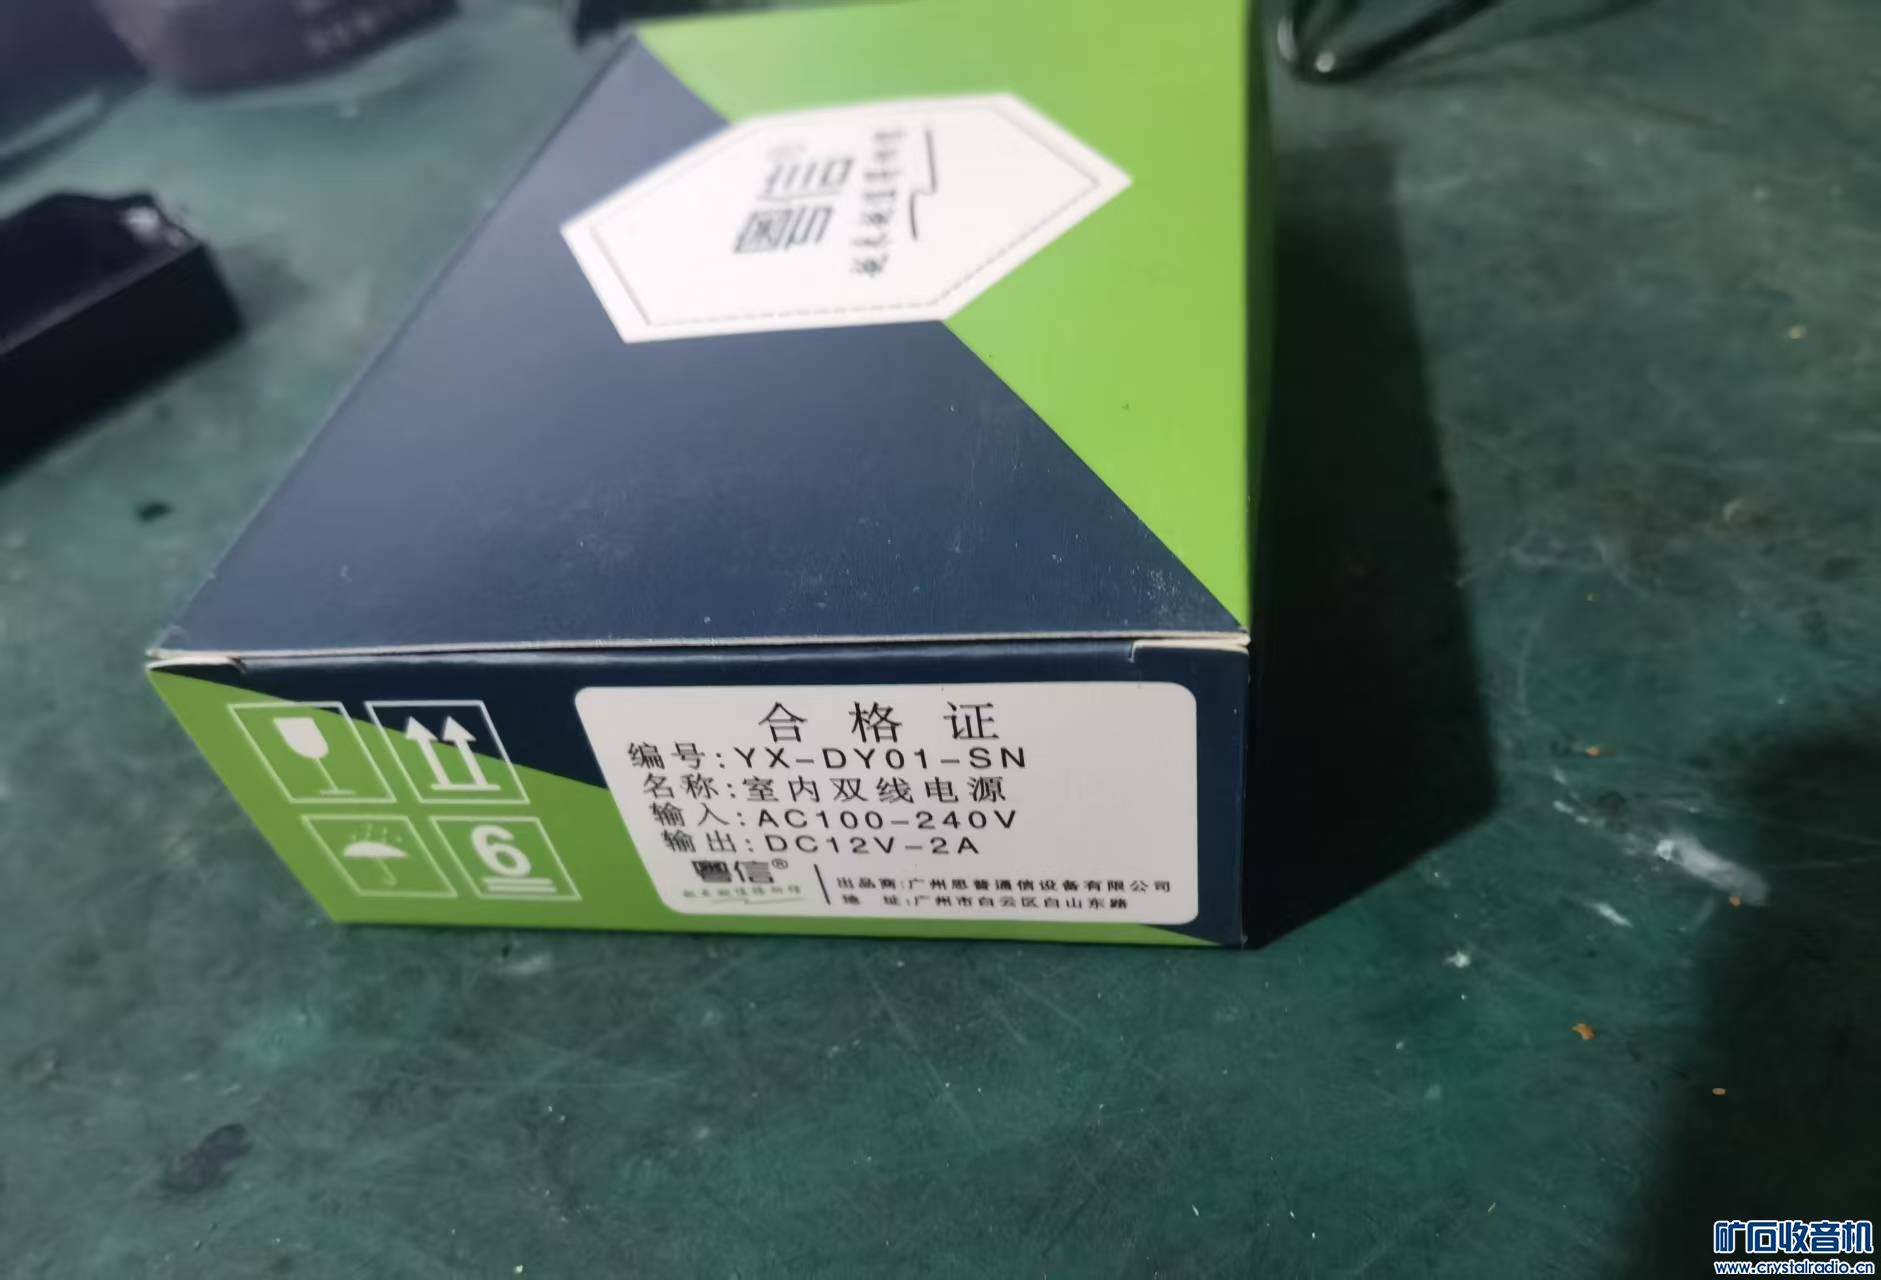 粤信
合格证
编号:YX-DY01-SN
名称:室内双线电源
输入:AC100-240V
输出:DC12V-2A
粤信®
出品商:广州思普通信设备有限公司
地 址:广州市白云区白山东路
6
矿石收音机
www.crystalradio.cn